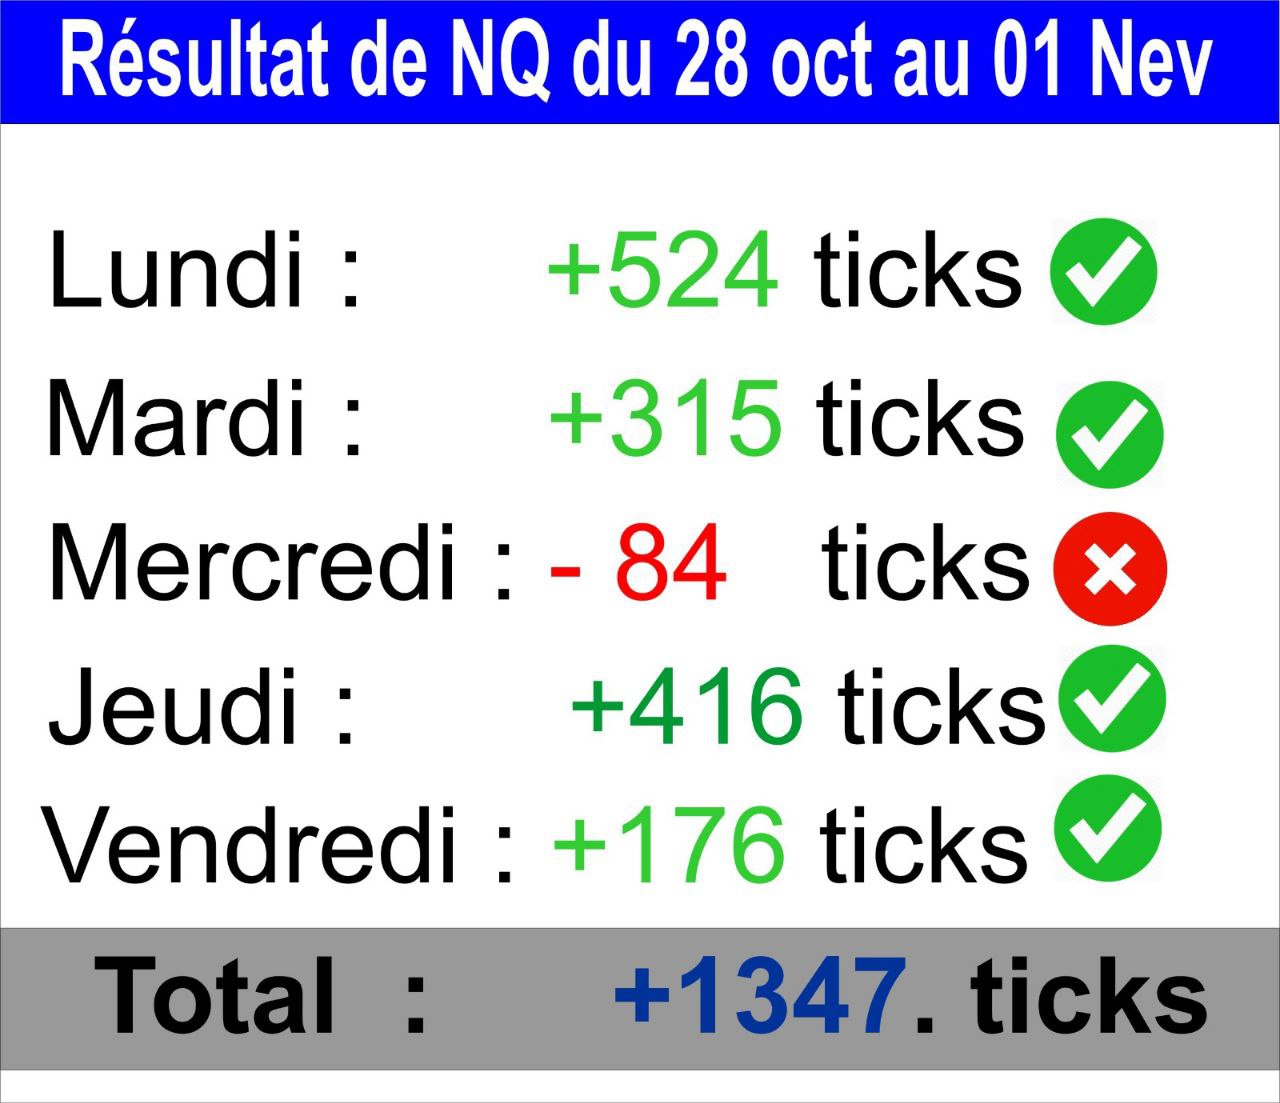 Résultat de NQ du 28 oct au 01 Nev
Lundi : +524 ticks
Mardi : +315 ticks
Mercredi : - 84 ticks
Jeudi : +416 ticks
Vendredi : +176 ticks
Total : +1347. ticks